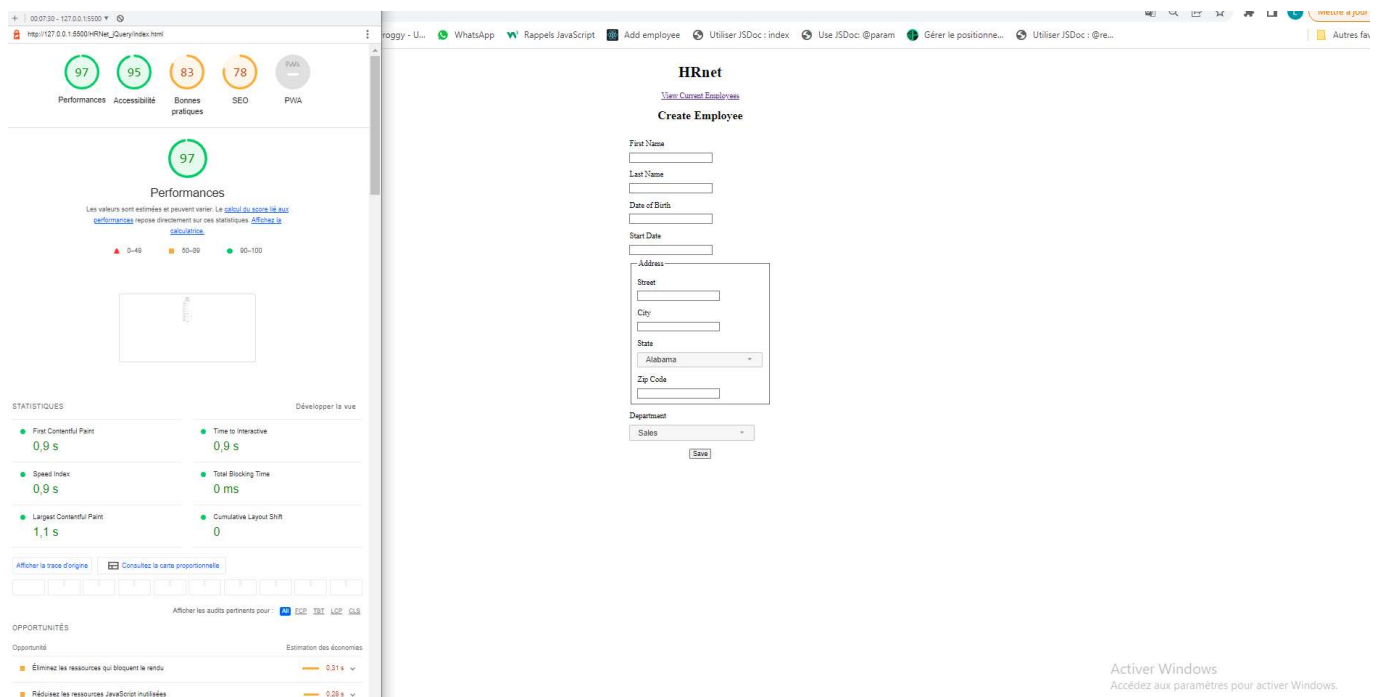 00:07:30 - 127.0.0.1:5500
http://127.0.0.1:5500/HRNet_jQuery/index.html
97
95
83
78
PWA
Performances
Accessibilité
Bonnes pratiques
SEO
PWA
97
Performances
Les valeurs sont estimées et peuvent varier. Le calcul du score lié aux
performances repose directement sur ces statistiques. Affichez la
calculatrice.
0–49
50–89
90–100
STATISTIQUES
Développer la vue
First Contentful Paint
0,9 s
Time to Interactive
0,9 s
Speed Index
0,9 s
Total Blocking Time
0 ms
Largest Contentful Paint
1,1 s
Cumulative Layout Shift
0
Afficher la trace d'origine
Consultez la carte proportionnelle
Afficher les audits pertinents pour : All FCP TBT LCP CLS
OPPORTUNITÉS
Opportunité
Estimation des économies
Éliminez les ressources qui bloquent le rendu
0,31 s
Réduisez les ressources JavaScript inutilisées
0,28 s
Mettre à jour
roggy - U...
WhatsApp
Rappels JavaScript
Add employee
Utiliser JSDoc : index
Use JSDoc: @param
Gérer le positionne...
Utiliser JSDoc : @re...
Autres fav
HRnet
View Current Employees
Create Employee
First Name
Last Name
Date of Birth
Start Date
Address
Street
City
State
Alabama
Zip Code
Department
Sales
Save
Activer Windows
Accédez aux paramètres pour activer Windows.